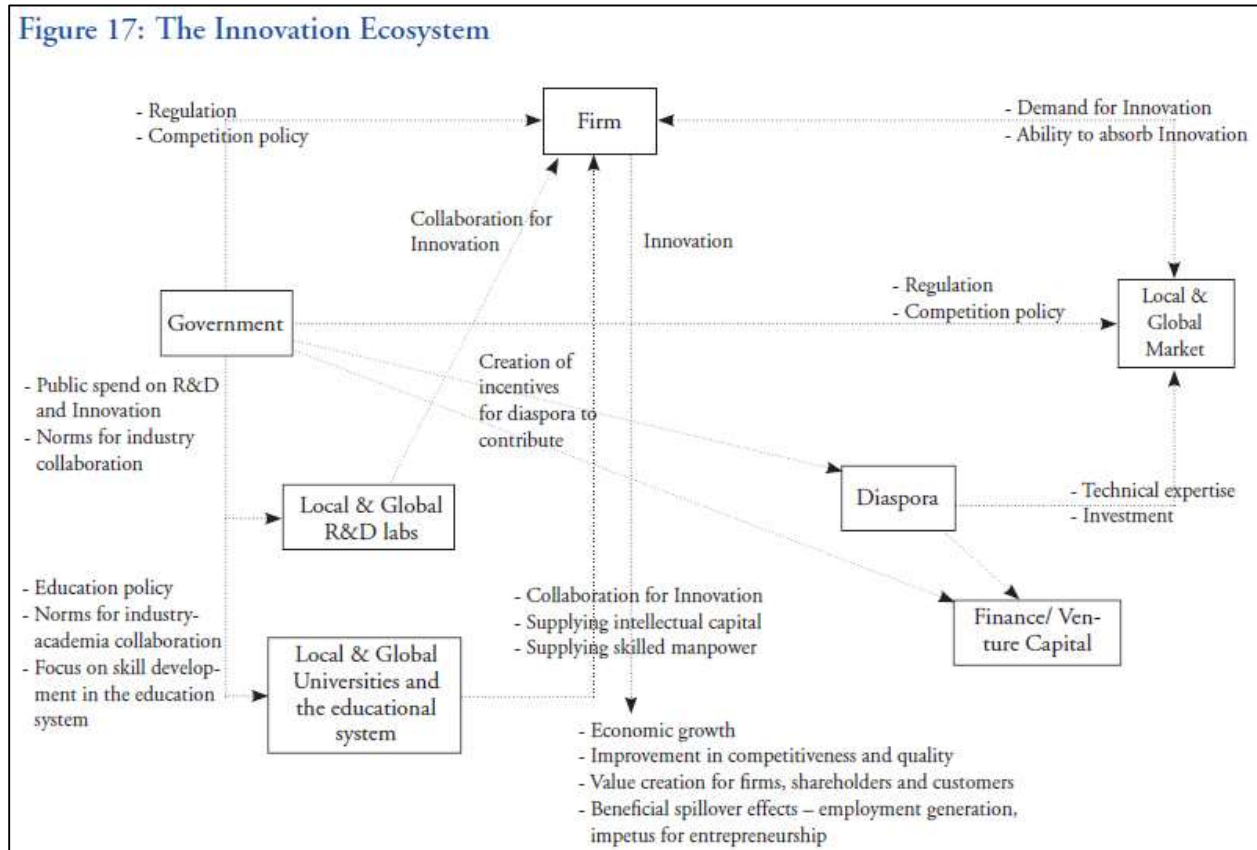 Figure 17: The Innovation Ecosystem
- Regulation
- Competition policy
Firm
- Demand for Innovation
- Ability to absorb Innovation
Collaboration for
Innovation
Innovation
Government
- Regulation
- Competition policy
Local &
Global
Market
- Public spend on R&D
and Innovation
- Norms for industry
collaboration
Creation of
incentives
for diaspora to
contribute
Local & Global
R&D labs
Diaspora
- Technical expertise
- Investment
- Education policy
- Norms for industry-
academia collaboration
- Focus on skill develop-
ment in the education
system
Local & Global
Universities and
the educational
system
- Collaboration for Innovation
- Supplying intellectual capital
- Supplying skilled manpower
Finance/ Ven-
ture Capital
- Economic growth
- Improvement in competitiveness and quality
- Value creation for firms, shareholders and customers
- Beneficial spillover effects – employment generation,
impetus for entrepreneurship